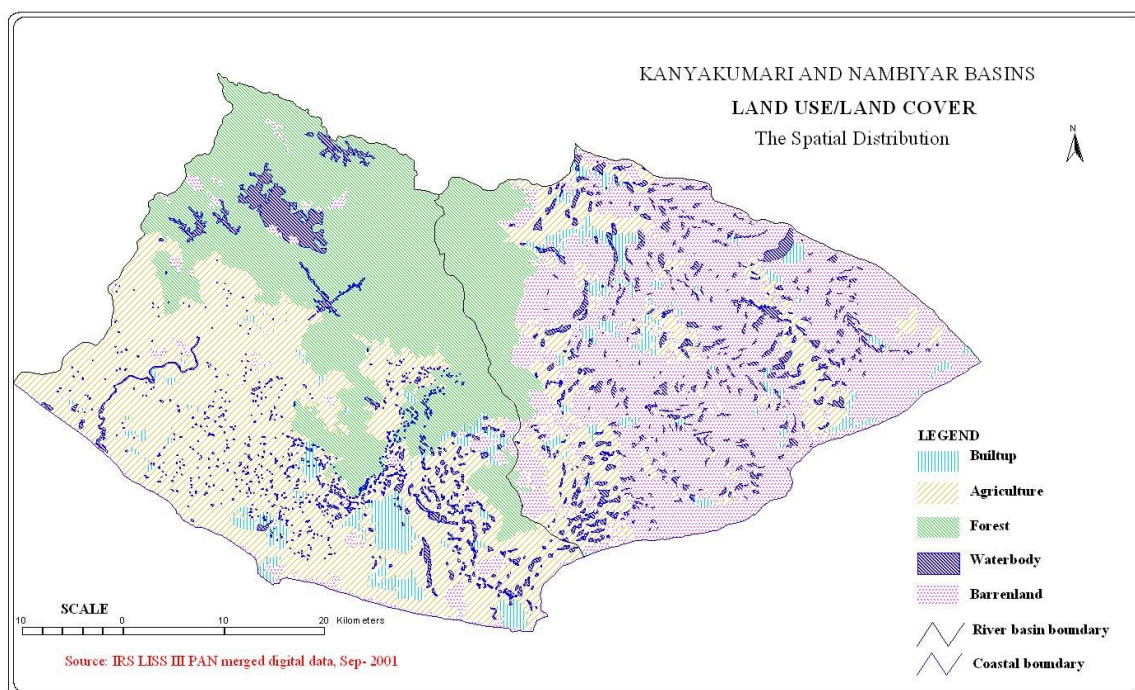 KANYAKUMARI AND NAMBIYAR BASINS
LAND USE/LAND COVER
The Spatial Distribution
N
LEGEND
Builtup
Agriculture
Forest
Waterbody
Barrenland
River basin boundary
Coastal boundary
SCALE
10 0 10 20 Kilometers
Source: IRS LISS III PAN merged digital data, Sep- 2001